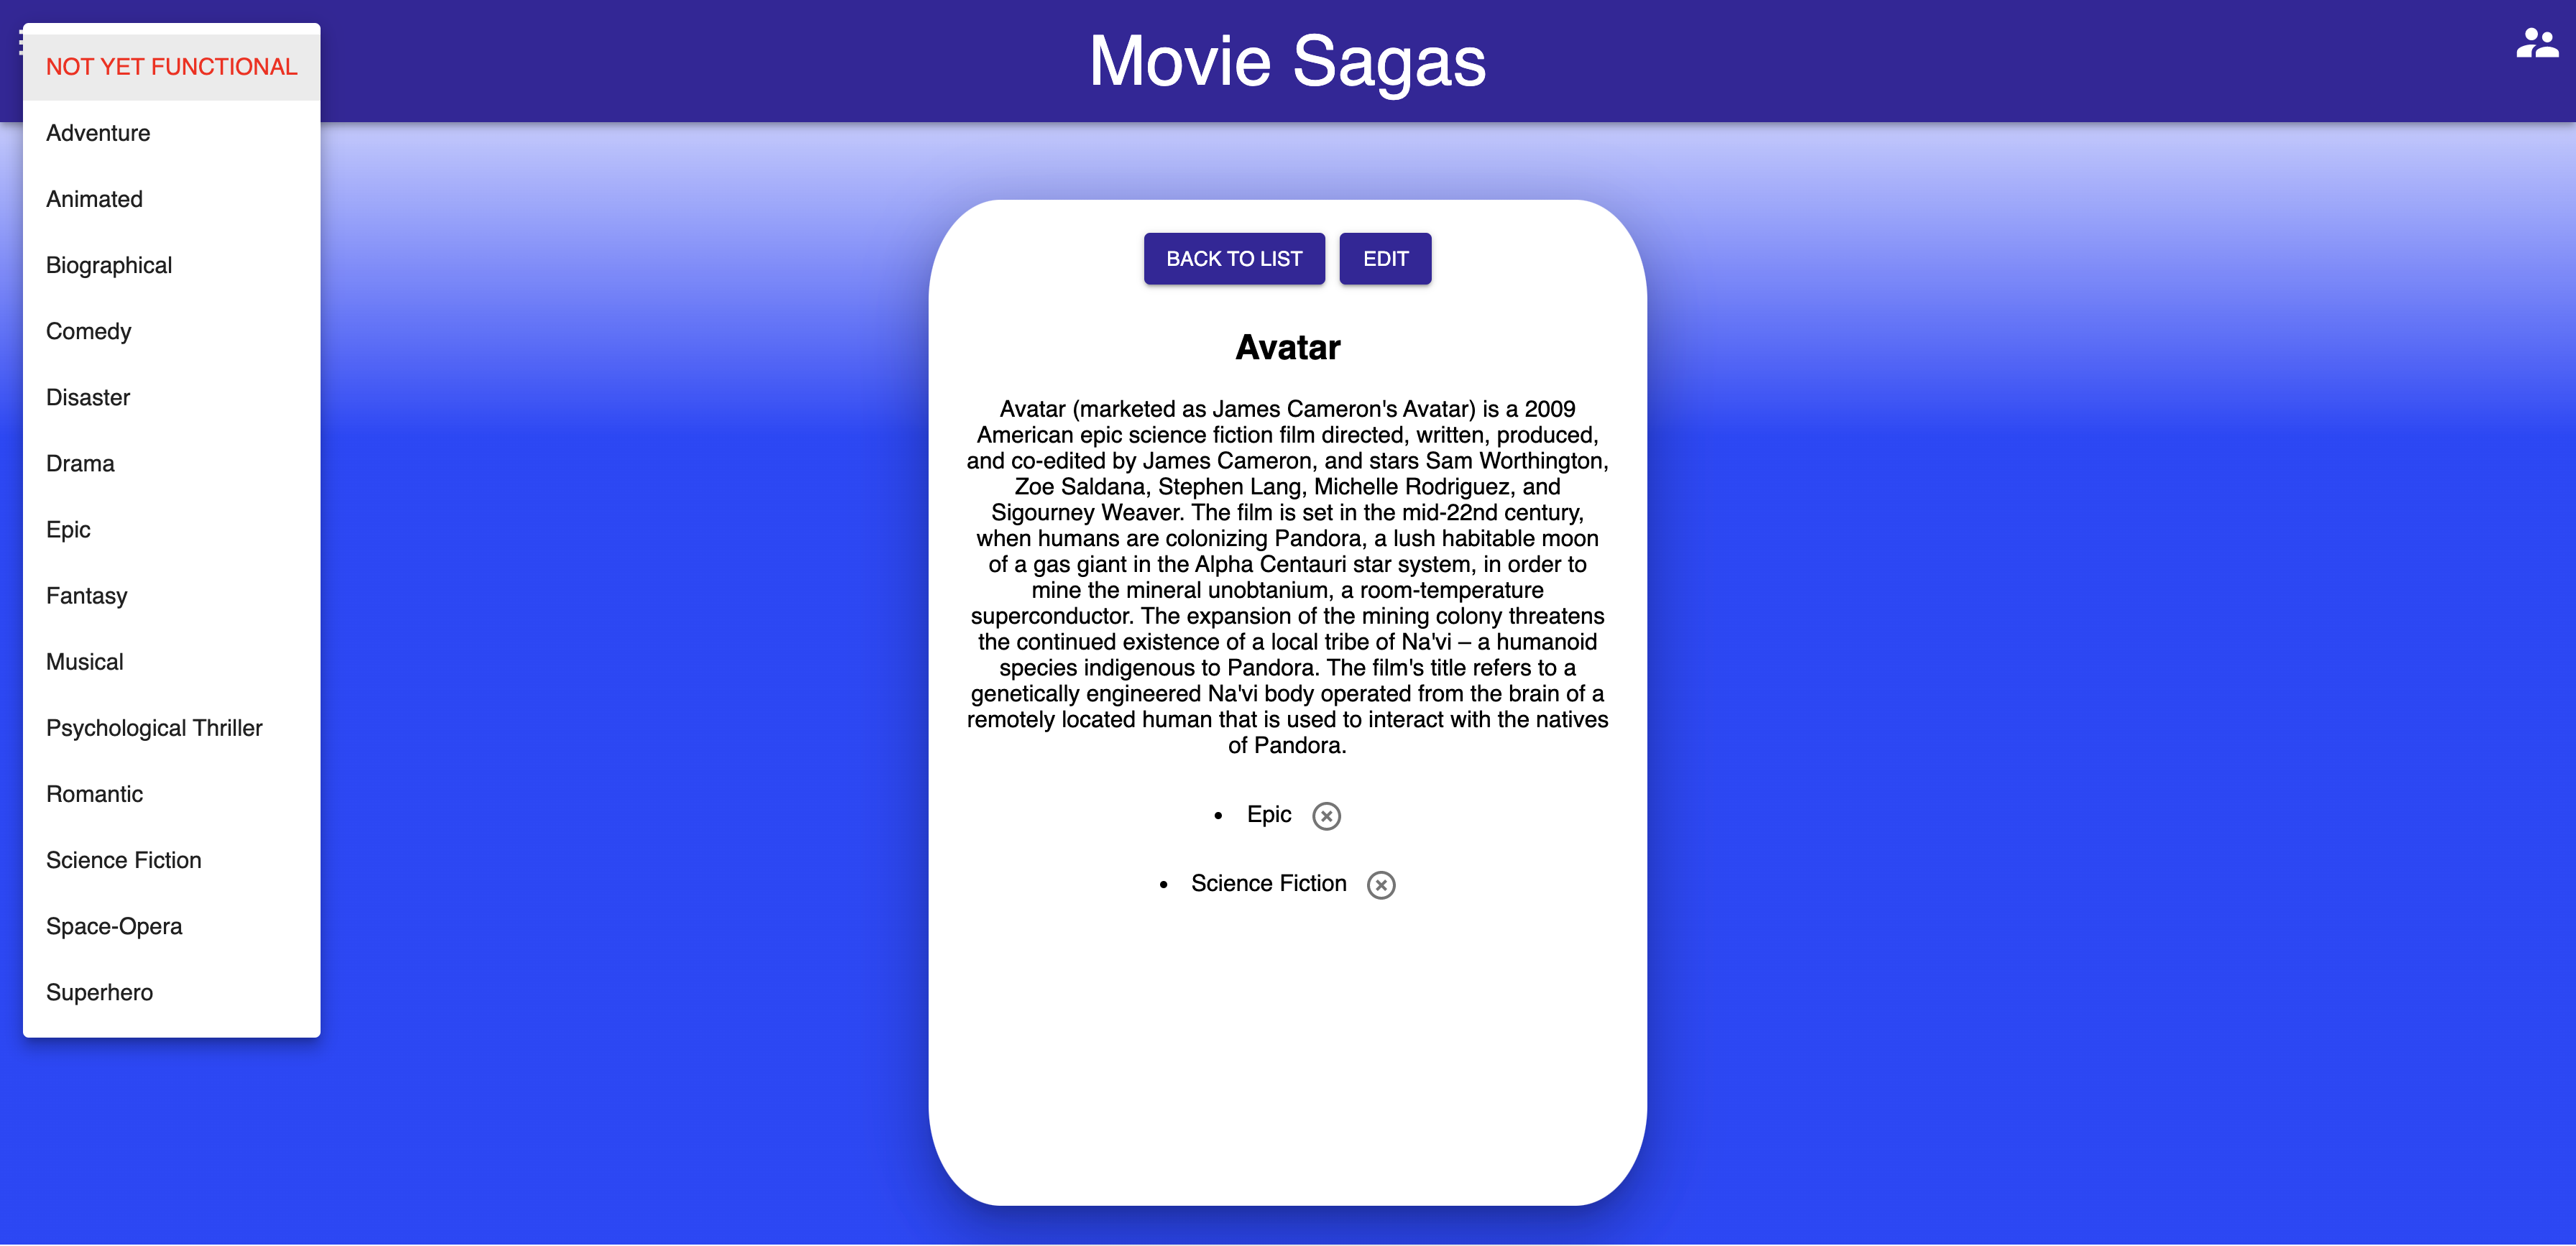 Movie Sagas
NOT YET FUNCTIONAL
Adventure
Animated
Biographical
Comedy
Disaster
Drama
Epic
Fantasy
Musical
Psychological Thriller
Romantic
Science Fiction
Space-Opera
Superhero
BACK TO LIST
EDIT
Avatar
Avatar (marketed as James Cameron's Avatar) is a 2009
American epic science fiction film directed, written, produced,
and co-edited by James Cameron, and stars Sam Worthington,
Zoe Saldana, Stephen Lang, Michelle Rodriguez, and
Sigourney Weaver. The film is set in the mid-22nd century,
when humans are colonizing Pandora, a lush habitable moon
of a gas giant in the Alpha Centauri star system, in order to
mine the mineral unobtanium, a room-temperature
superconductor. The expansion of the mining colony threatens
the continued existence of a local tribe of Na'vi – a humanoid
species indigenous to Pandora. The film's title refers to a
genetically engineered Na'vi body operated from the brain of a
remotely located human that is used to interact with the natives
of Pandora.
• Epic
• Science Fiction